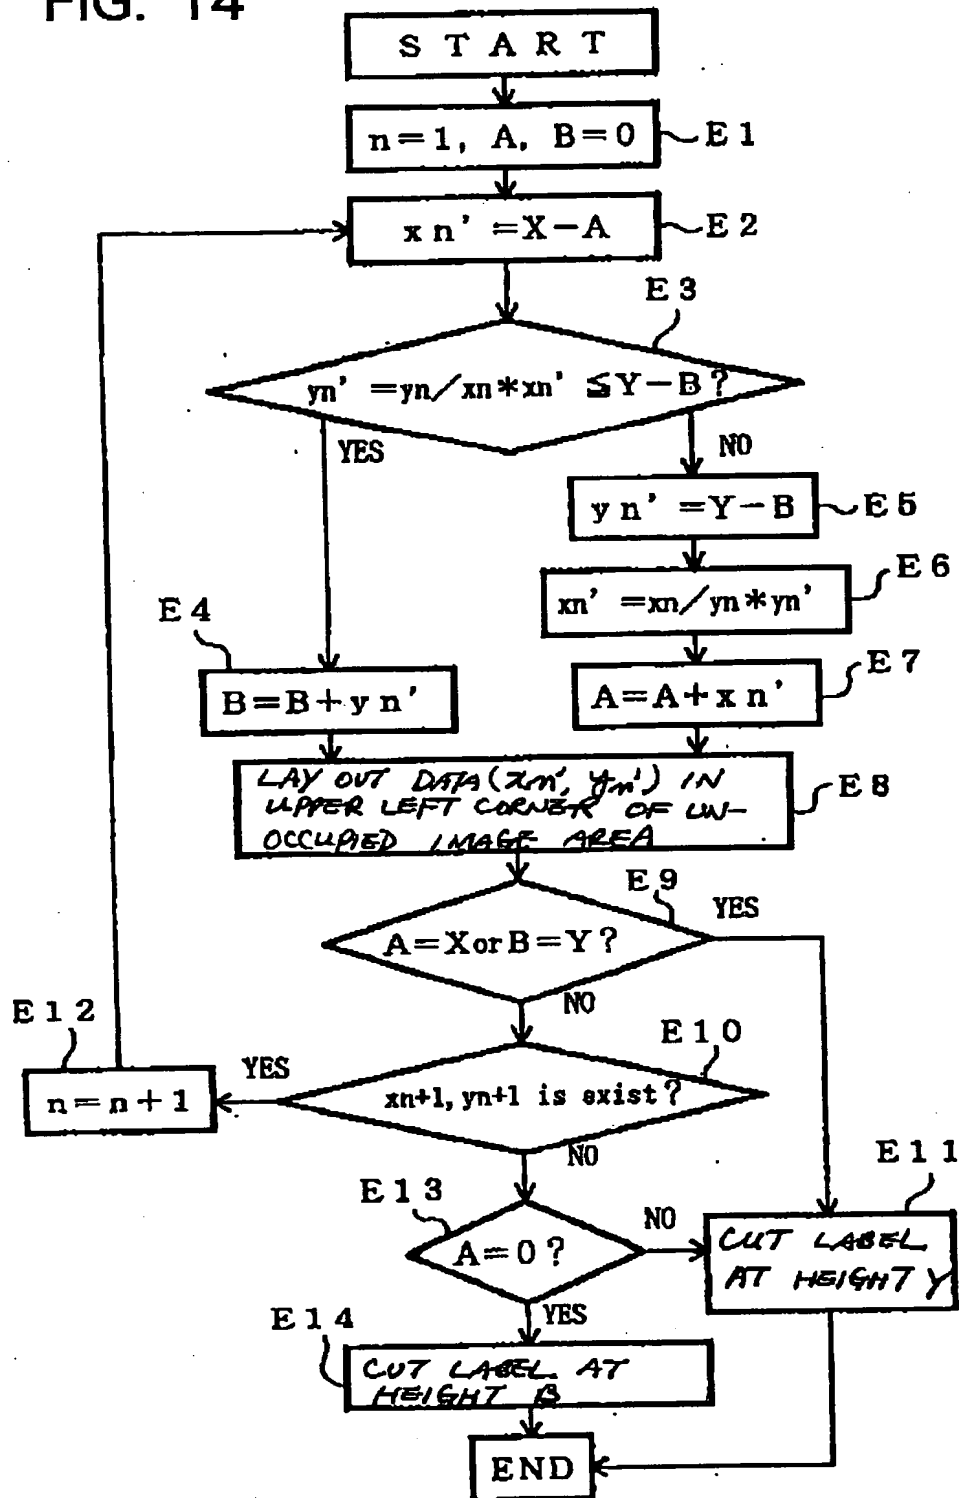 FIG. 14
START
n=1, A, B=0
E1
xn'=X-A
E2
E3
yn'=yn/xn*xn' ≦Y-B?
YES
NO
yn'=Y-B
E5
E6
xn'=xn/yn*yn'
E4
E7
B=B+yn'
A=A+xn'
LAY OUT DATA(xn', yn') IN
UPPER LEFT CORNER OF UN-
OCCUPIED IMAGE AREA
E8
E9
YES
A=X or B=Y?
NO
E12
E10
YES
n=n+1
xn+1, yn+1 is exist?
NO
E11
E13
NO
A=0?
CUT LABEL
AT HEIGHT Y
YES
E14
CUT LABEL AT
HEIGHT B
END